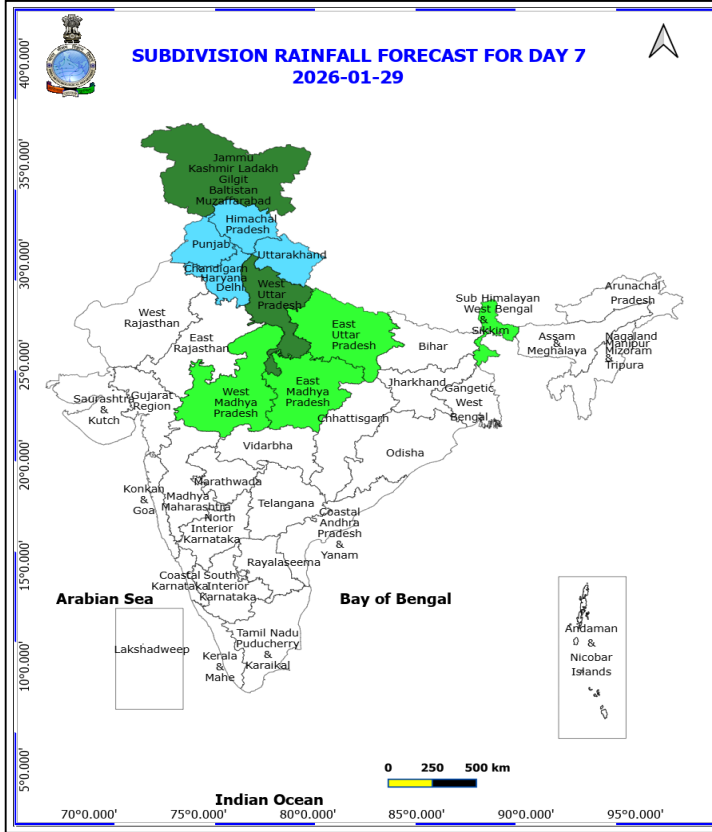 SUBDIVISION RAINFALL FORECAST FOR DAY 7
2026-01-29
40°0.000'
35°0.000'
30°0.000'
25°0.000'
20°0.000'
15°0.000'
10°0.000'
5°0.000'
Jammu
Kashmir Ladakh
Gilgit
Baltistan
Muzaffarabad
Himachal
Pradesh
Punjab
Uttarakhand
Chandigarh
Haryana
Delhi
West
Uttar Pradesh
West
Rajasthan
East
Rajasthan
East
Uttar
Pradesh
Sub Himalayan
West Bengal
&
Sikkim
Arunachal
Pradesh
Assam
&
Meghalaya
Nagaland
Manipur
Mizoram
&
Tripura
Bihar
Jharkhand
Gangetic
West
Bengal
Saurashtra
&
Kutch
Gujarat
Region
West
Madhya
Pradesh
East
Madhya
Pradesh
Chhattisgarh
Odisha
Vidarbha
Marathwada
Madhya
Maharashtra
Konkan
&
Goa
North
Interior
Karnataka
Telangana
Coastal
Andhra
Pradesh
&
Yanam
Rayalaseema
Coastal
Karnataka
South
Interior
Karnataka
Arabian Sea
Bay of Bengal
Lakshadweep
Kerala
&
Mahe
Tamil Nadu
Puducherry
&
Karaikal
Andaman
&
Nicobar
Islands
0 250 500 km
Indian Ocean
70°0.000' 75°0.000' 80°0.000' 85°0.000' 90°0.000' 95°0.000'